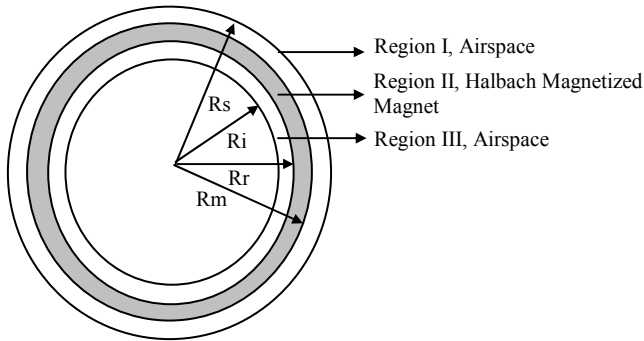 Region I, Airspace
Region II, Halbach Magnetized
Magnet
Region III, Airspace
Rs
Ri
Rr
Rm